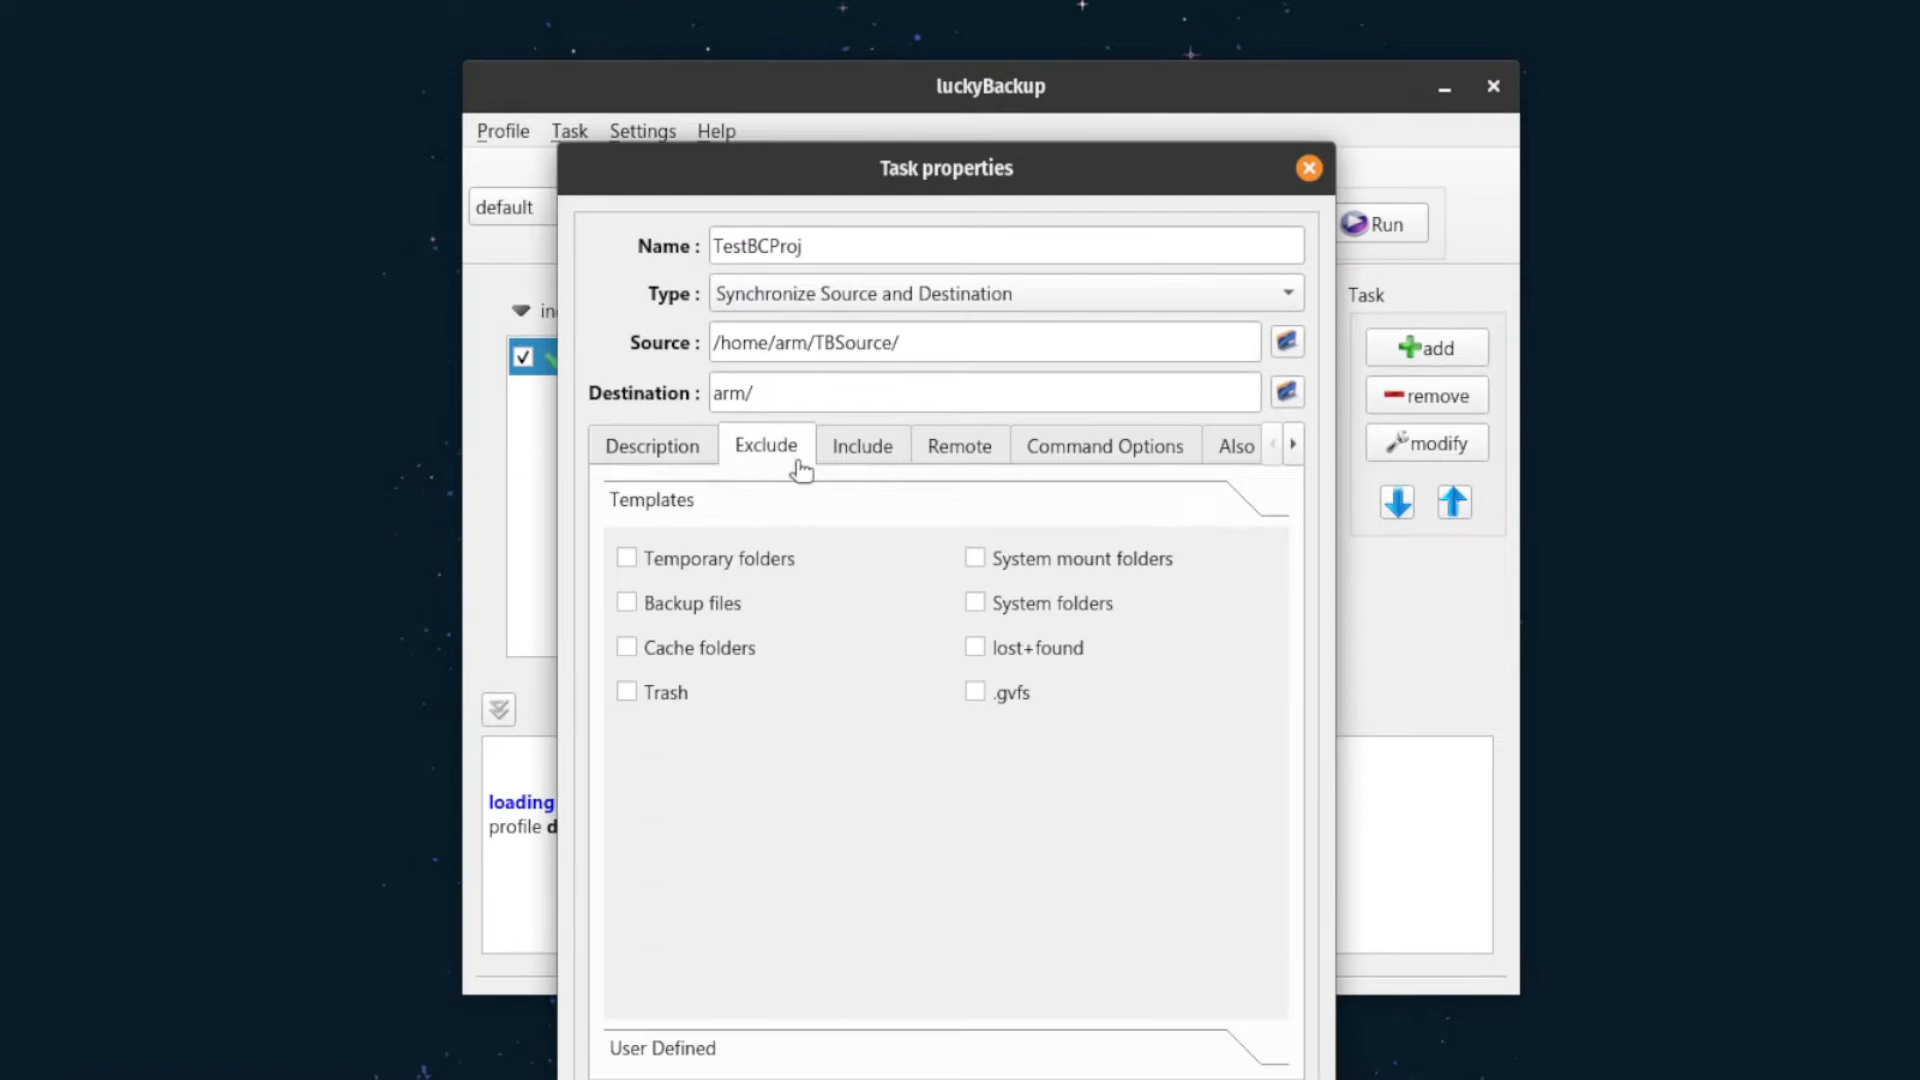 luckyBackup
Profile Task Settings Help
Task properties
default
Run
Name : TestBCProj
Type : Synchronize Source and Destination
Source : /home/arm/TBSource/
Destination : arm/
Task
add
remove
modify
Description Exclude Include Remote Command Options Also
Templates
Temporary folders System mount folders
Backup files System folders
Cache folders lost+found
Trash .gvfs
loading
profile d
User Defined